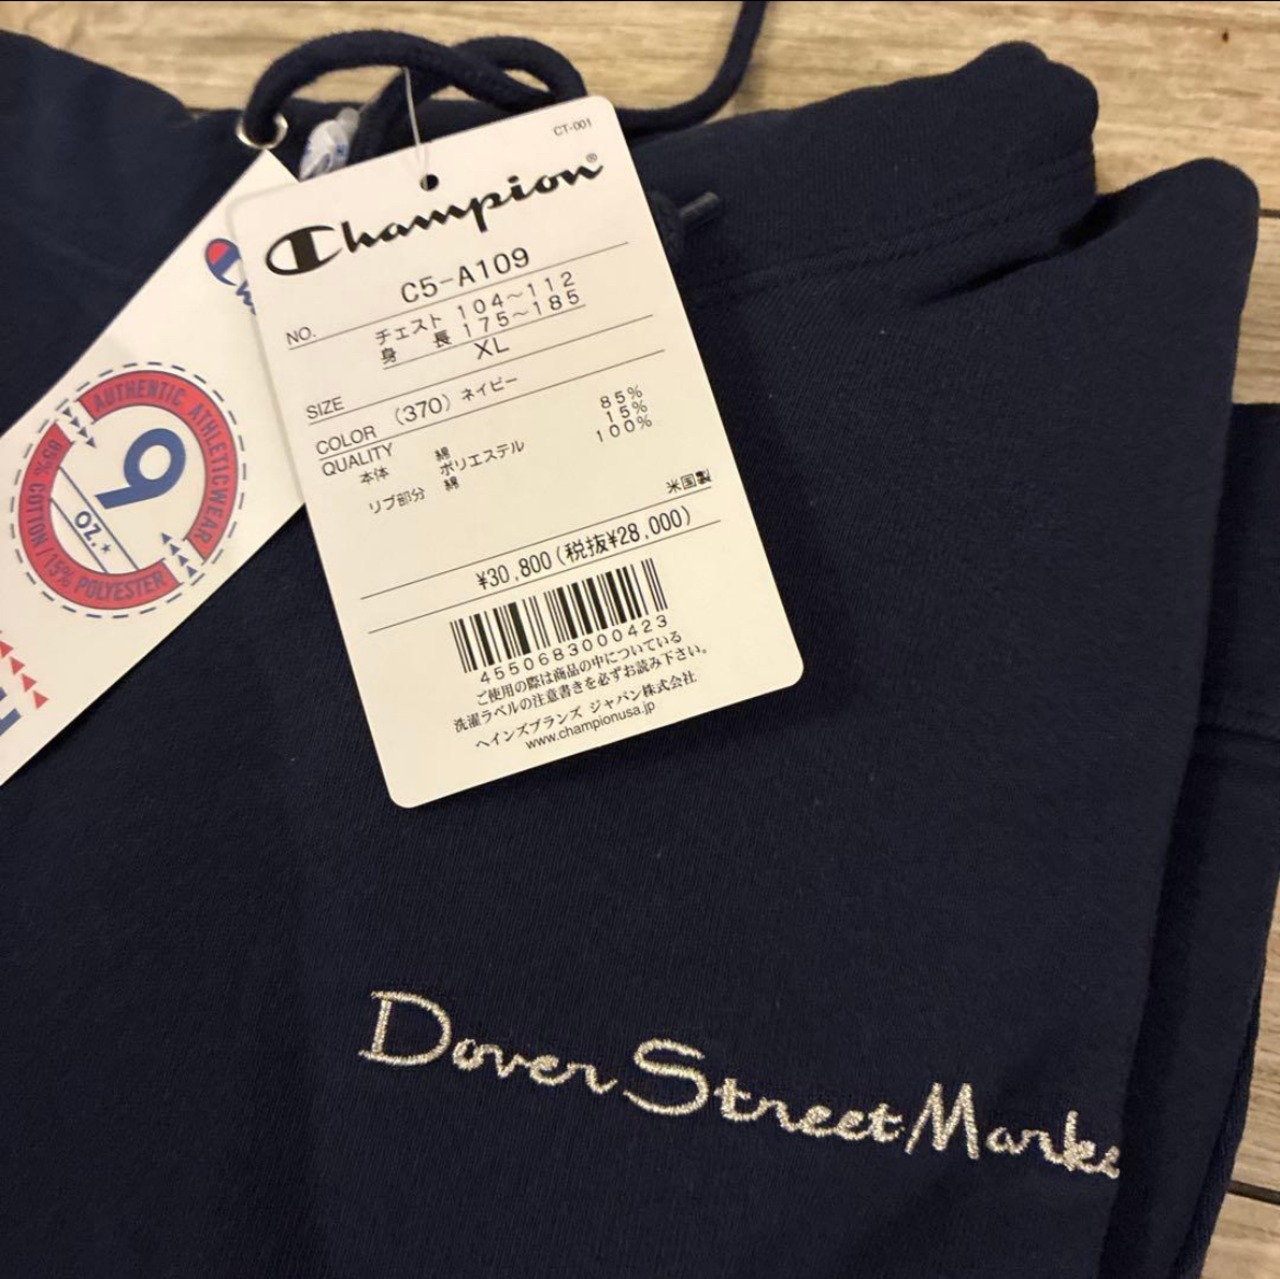 CT-001
Champion®
NO. C5-A109
チェスト 104~112
身 長 175~185
SIZE XL
COLOR (370) ネイビー
QUALITY
本体 綿 85%
ポリエステル 15%
リブ部分 綿 100%
米国製
¥30,800(税抜¥28,000)
4550683000423
ご使用の際は商品の中についている
洗濯ラベルの注意書きを必ずお読み下さい。
ヘインズブランズ ジャパン株式会社
www.championusa.jp
AUTHENTIC ATHLETICWEAR
9
OZ.*
85% COTTON / 15% POLYESTER
Dover Street Marke